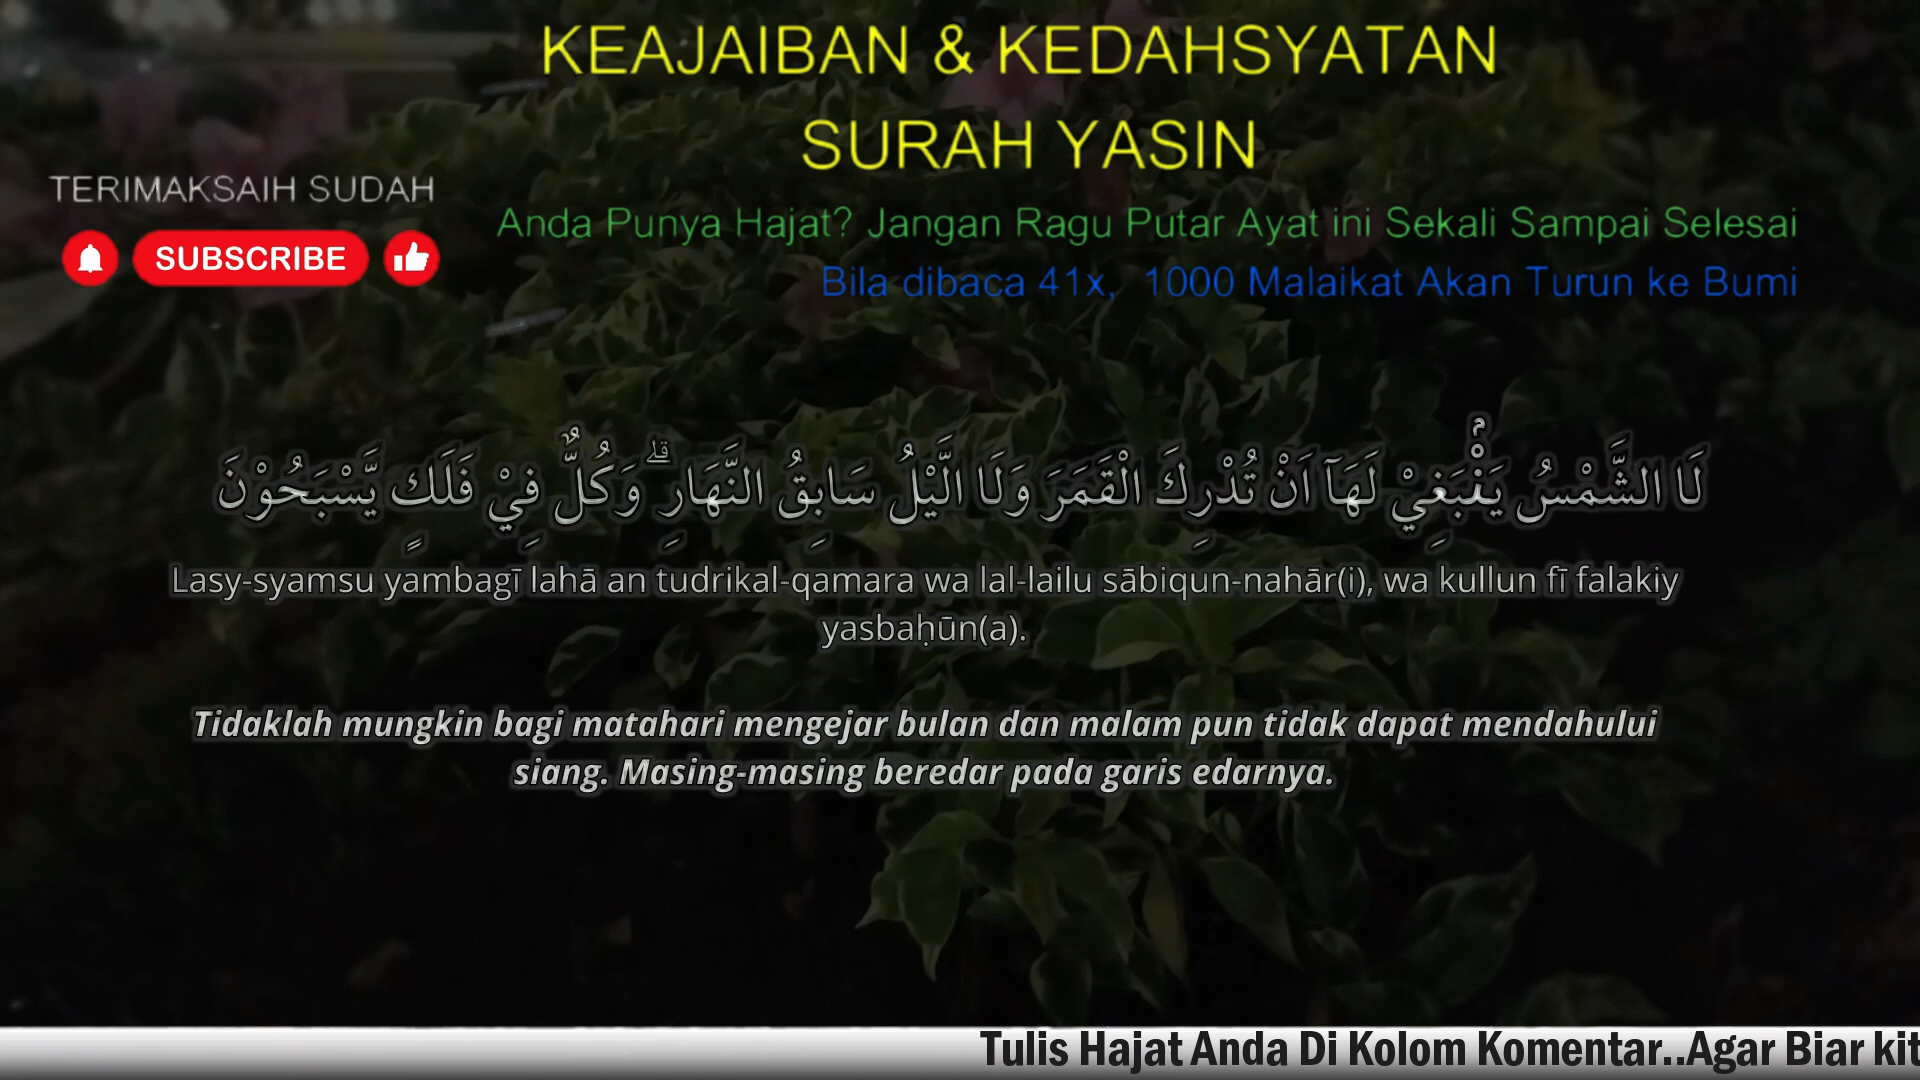 KEAJAIBAN & KEDAHSYATAN
SURAH YASIN
TERIMAKSAIH SUDAH
SUBSCRIBE
Anda Punya Hajat? Jangan Ragu Putar Ayat ini Sekali Sampai Selesai
Bila dibaca 41x, 1000 Malaikat Akan Turun ke Bumi
لَا الشَّمْسُ يَنْۢبَغِيْ لَهَآ اَنْ تُدْرِكَ الْقَمَرَ وَلَا الَّيْلُ سَابِقُ النَّهَارِ ۗوَكُلٌّ فِيْ فَلَكٍ يَّسْبَحُوْنَ
Lasy-syamsu yambagī lahā an tudrikal-qamara wa lal-lailu sābiqun-nahār(i), wa kullun fī falakiy
yasbaḥūn(a).
Tidaklah mungkin bagi matahari mengejar bulan dan malam pun tidak dapat mendahului
siang. Masing-masing beredar pada garis edarnya.
Tulis Hajat Anda Di Kolom Komentar..Agar Biar kit